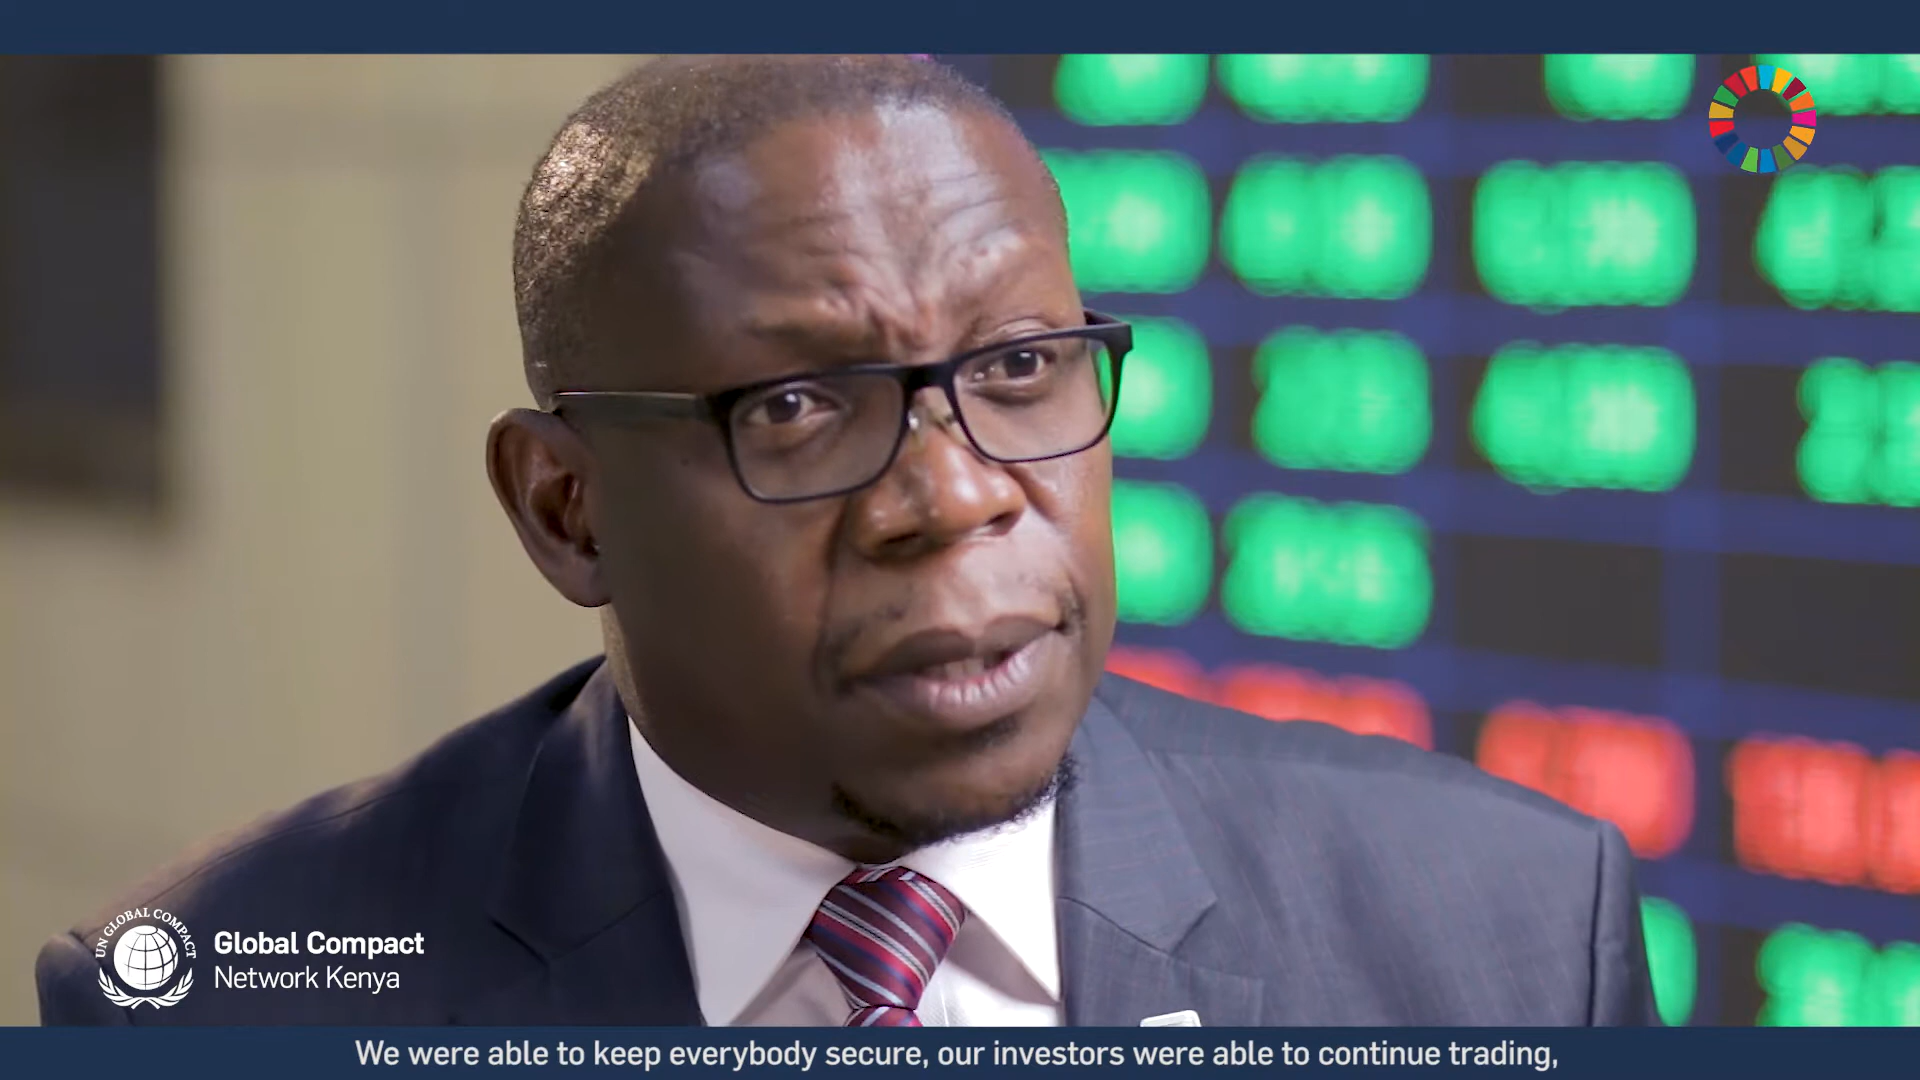 UN GLOBAL COMPACT
Global Compact
Network Kenya
We were able to keep everybody secure, our investors were able to continue trading,